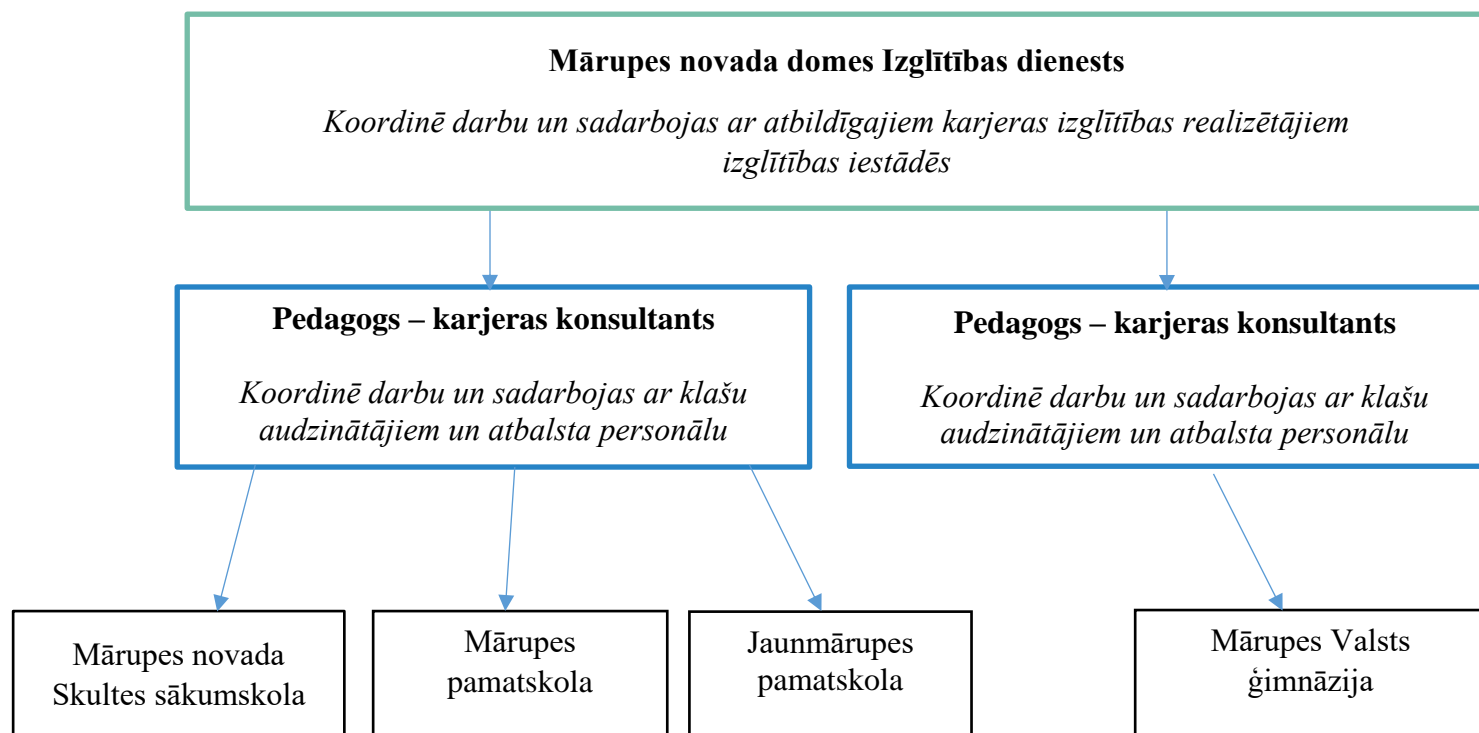 Mārupes novada domes Izglītības dienests
Koordinē darbu un sadarbojas ar atbildīgajiem karjeras izglītības realizētājiem
izglītības iestādēs
Pedagogs – karjeras konsultants
Koordinē darbu un sadarbojas ar klašu
audzinātājiem un atbalsta personālu
Pedagogs – karjeras konsultants
Koordinē darbu un sadarbojas ar klašu
audzinātājiem un atbalsta personālu
Mārupes novada
Skultes sākumskola
Mārupes
pamatskola
Jaunmārupes
pamatskola
Mārupes Valsts
ģimnāzija